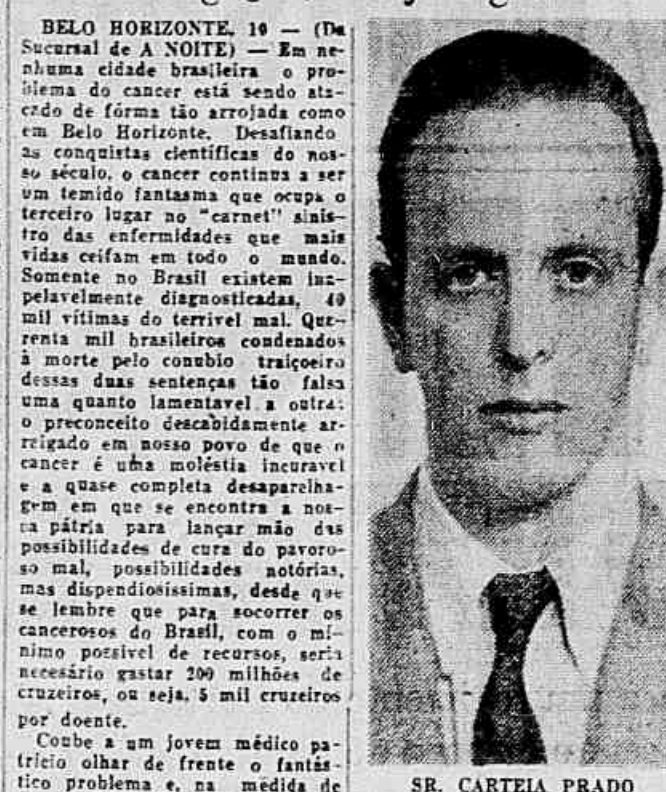 BELO HORIZONTE, 10 — (Da
Sucursal de A NOITE) — Em ne-
nhuma cidade brasileira o pro-
blema do cancer está sendo ata-
cado de fórma tão arrojada como
em Belo Horizonte. Desafiando
as conquistas científicas do nos-
so século, o cancer continua a ser
um temido fantasma que ocupa o
terceiro lugar no "carnet" sinis-
tro das enfermidades que mais
vidas ceifam em todo o mundo.
Somente no Brasil existem ina-
pelavelmente diagnosticadas, 40
mil vítimas do terrivel mal. Qua-
renta mil brasileiros condenados
à morte pelo conubio traiçoeiro
dessas duas sentenças tão falsa
uma quanto lamentavel a outra:
o preconceito descabidamente ar-
reigado em nosso povo de que o
cancer é uma moléstia incuravel
e a quase completa desaparelha-
gem em que se encontra a nos-
sa pátria para lançar mão das
possibilidades de cura do pavoro-
so mal, possibilidades notórias,
mas dispendiosissimas, desde que
se lembre que para socorrer os
cancerosos do Brasil, com o mí-
nimo possivel de recursos, seria
necesário gastar 200 milhões de
cruzeiros, ou seja, 5 mil cruzeiros
por doente.
Coube a um jovem médico pa-
trício olhar de frente o fantás-
tico problema e, na medida de
SR. CARTEIA PRADO